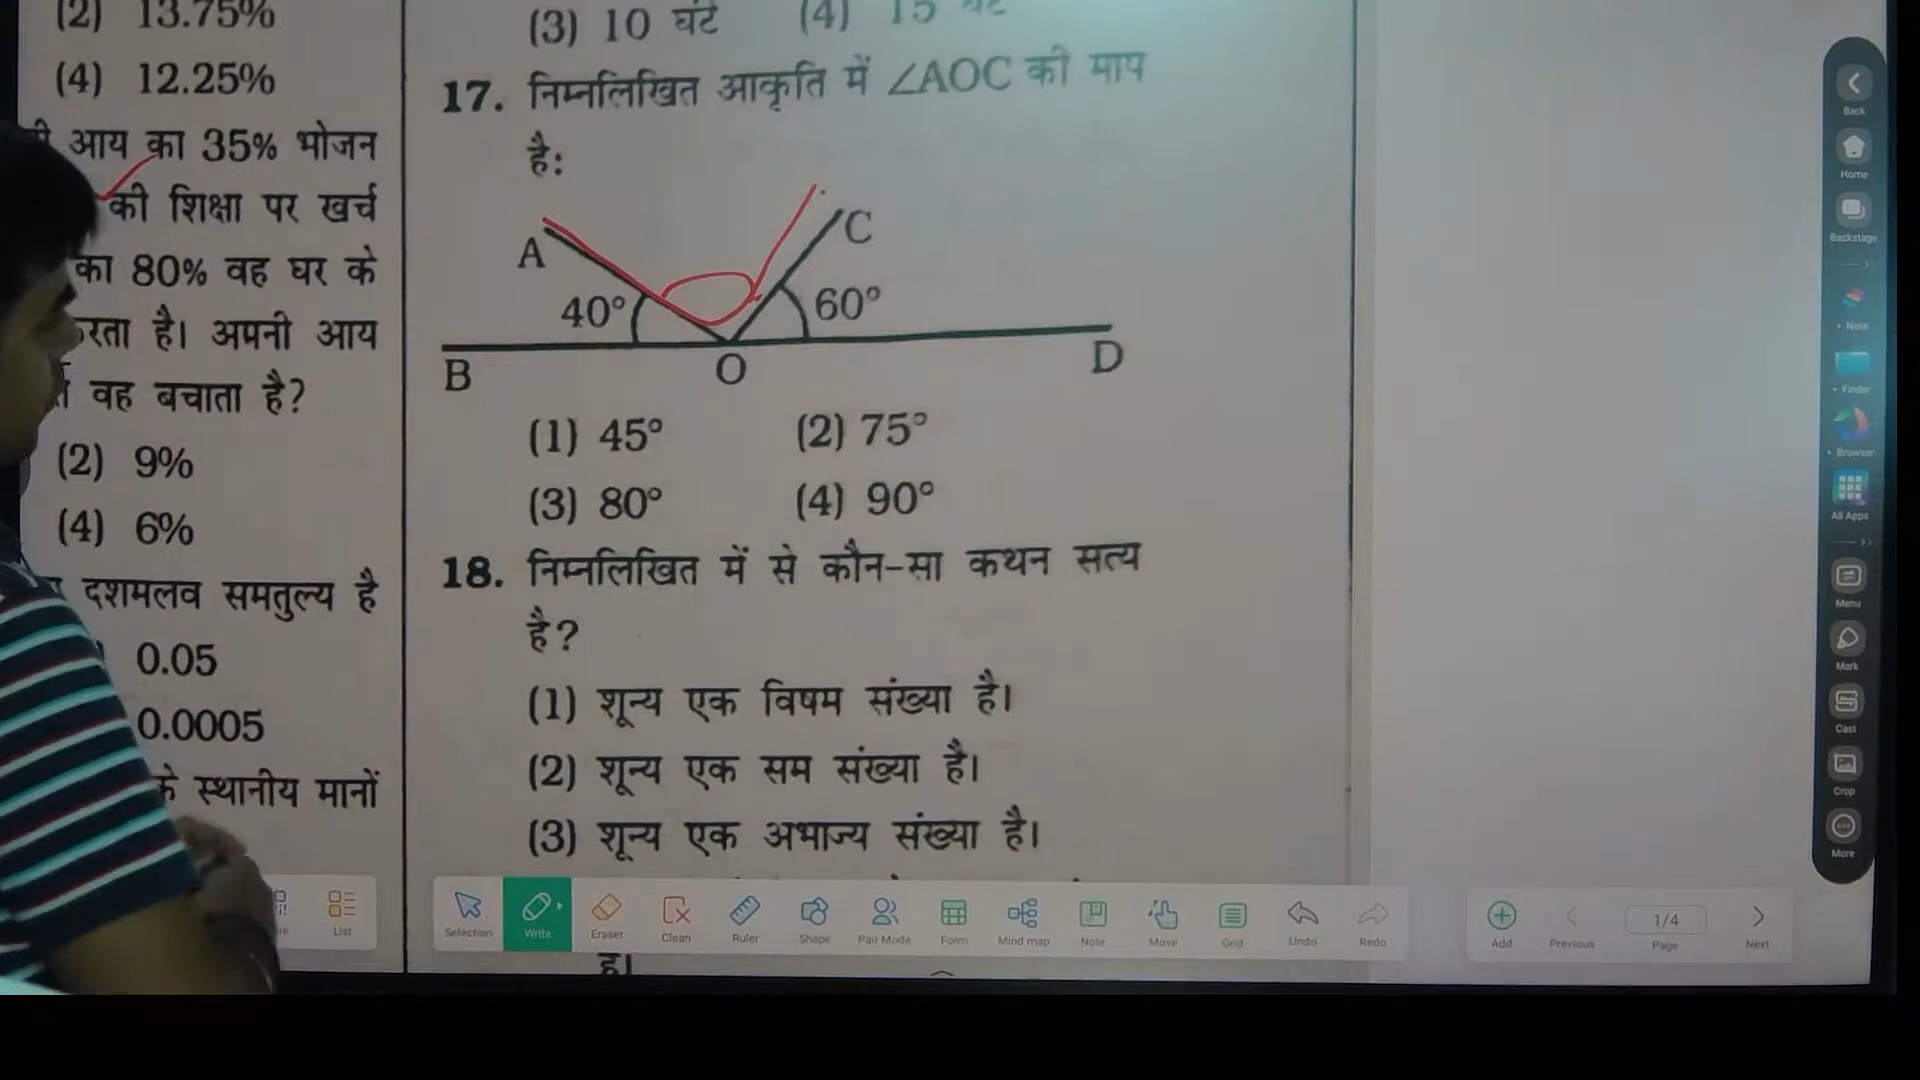 (2) 13.75%
(4) 12.25%
आय का 35% भोजन
की शिक्षा पर खर्च
का 80% वह घर के
करता है। अपनी आय
वह बचाता है?
(2) 9%
(4) 6%
दशमलव समतुल्य है
0.05
0.0005
के स्थानीय मानों
(3) 10 घंटे (4) 15 घंटे
17. निम्नलिखित आकृति में ∠AOC की माप
है:
A
C
40°
60°
B
O
D
(1) 45° (2) 75°
(3) 80° (4) 90°
18. निम्नलिखित में से कौन-सा कथन सत्य
है?
(1) शून्य एक विषम संख्या है।
(2) शून्य एक सम संख्या है।
(3) शून्य एक अभाज्य संख्या है।
है।
List
Selection Write Eraser Clean Ruler Shape Pair Mode Form Mind map Note Move Grid Undo Redo
Add Previous 1/4 Page Next
Back
Home
Backstage
Note
Finder
Browser
All Apps
Menu
Mark
Cast
Crop
More